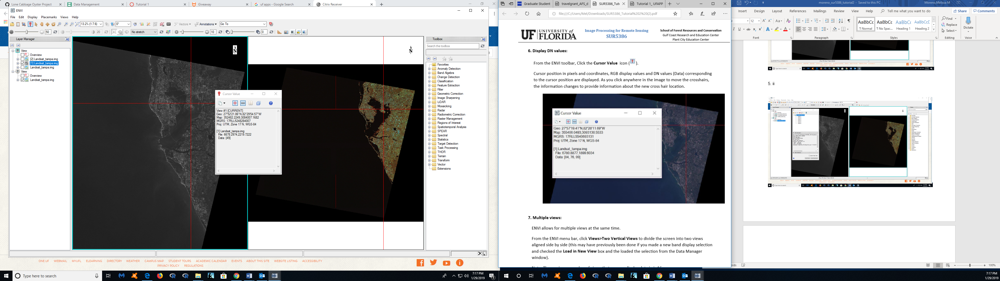 Lone Cabbage Oyster Project
Data Management
Tutorial 1
Giveaway
uf apps - Google Search
Citrix Receiver
ENVI
File Edit Display Placemarks Views Help
13.2% (1:7.6)
0°
Vectors
Annotations
Go To
50
20
No stretch
10
0
Layer Manager
View
Overview
[2] Landsat_tampa.img
[1] Landsat_tampa.img
Landsat_tampa.img
View
Overview
Landsat_tampa.img
N
N
Cursor Value
View #1 [CURRENT]
Geo: 27°52'21.86"N,82°29'54.57"W
Map: 352482.2249,3084007.1682
MGRS: 17RLL5248284007
Proj: UTM, Zone 17 N, WGS-84
[1] Landsat_tampa.img
File: 6678.2974,2219.7222
Data: [49]
Toolbox
Search the toolbox
Favorites
Anomaly Detection
Band Algebra
Change Detection
Classification
Feature Extraction
Filter
Geometric Correction
Image Sharpening
LiDAR
Mosaicking
Radar
Radiometric Correction
Raster Management
Regions of Interest
Spatiotemporal Analysis
SPEAR
Spectral
Statistics
Target Detection
Task Processing
THOR
Terrain
Transform
Vector
Extensions
ONE UF WEBMAIL MYUFL ELEARNING DIRECTORY WEATHER CAMPUS MAP STUDENT TOURS ACADEMIC CALENDAR EVENTS ABOUT THIS SITE WEBSITE LISTING ACCESSIBILITY
PRIVACY POLICY REGULATIONS
Type here to search
7:17 PM
1/29/2019
Graduate Student
travelgrant_AFS_d
SUR5386_Tut
Tutorial 1_ UFAPP
file:///C:/Users/Mel/Downloads/SUR5386_Tutorial%202%20(2).pdf
UF UNIVERSITY of FLORIDA
Image Processing for Remote Sensing
SUR5386
School of Forest Resources and Conservation
Gulf Coast Research and Education Center
Plant City Education Center
6. Display DN values:
From the ENVI toolbar, Click the Cursor Value icon ( ).
Cursor position in pixels and coordinates, RGB display values and DN values (Data) corresponding
to the cursor position are displayed. As you click anywhere in the image to move the crosshairs,
the information changes to provide information about the new cross hair location.
Cursor Value
Geo: 27°57'19.41"N,82°28'11.69"W
Map: 355406.0493,3093130.5533
MGRS: 17RLL5540693131
Proj: UTM, Zone 17 N, WGS-84
[1] Landsat_tampa.img
File: 6780.8877,1899.6034
Data: [84, 76, 99]
7. Multiple views:
ENVI allows for multiple views at the same time.
From the ENVI menu bar, click Views>Two Vertical Views to divide the screen into two views
aligned side by side (this may have previously been done if you made a new band display selection
and checked the Load in New View box and the loaded the selection from the Data Manager
window).
moreno_sur5386_tutorial2 - Saved to this PC
Moreno,Melissa M
Insert Design Layout References Mailings Review View Help Tell me what you want to do
Share
Comments
12
AaBbCc AaBbCc AaBbCc AaBbCcE
¶ Normal ¶ No Spac... Heading 1 Heading 2
Find
Replace
Select
Dictate
Font
Paragraph
Styles
Editing
Voice
5. ii
100%
7:17 PM
1/29/2019